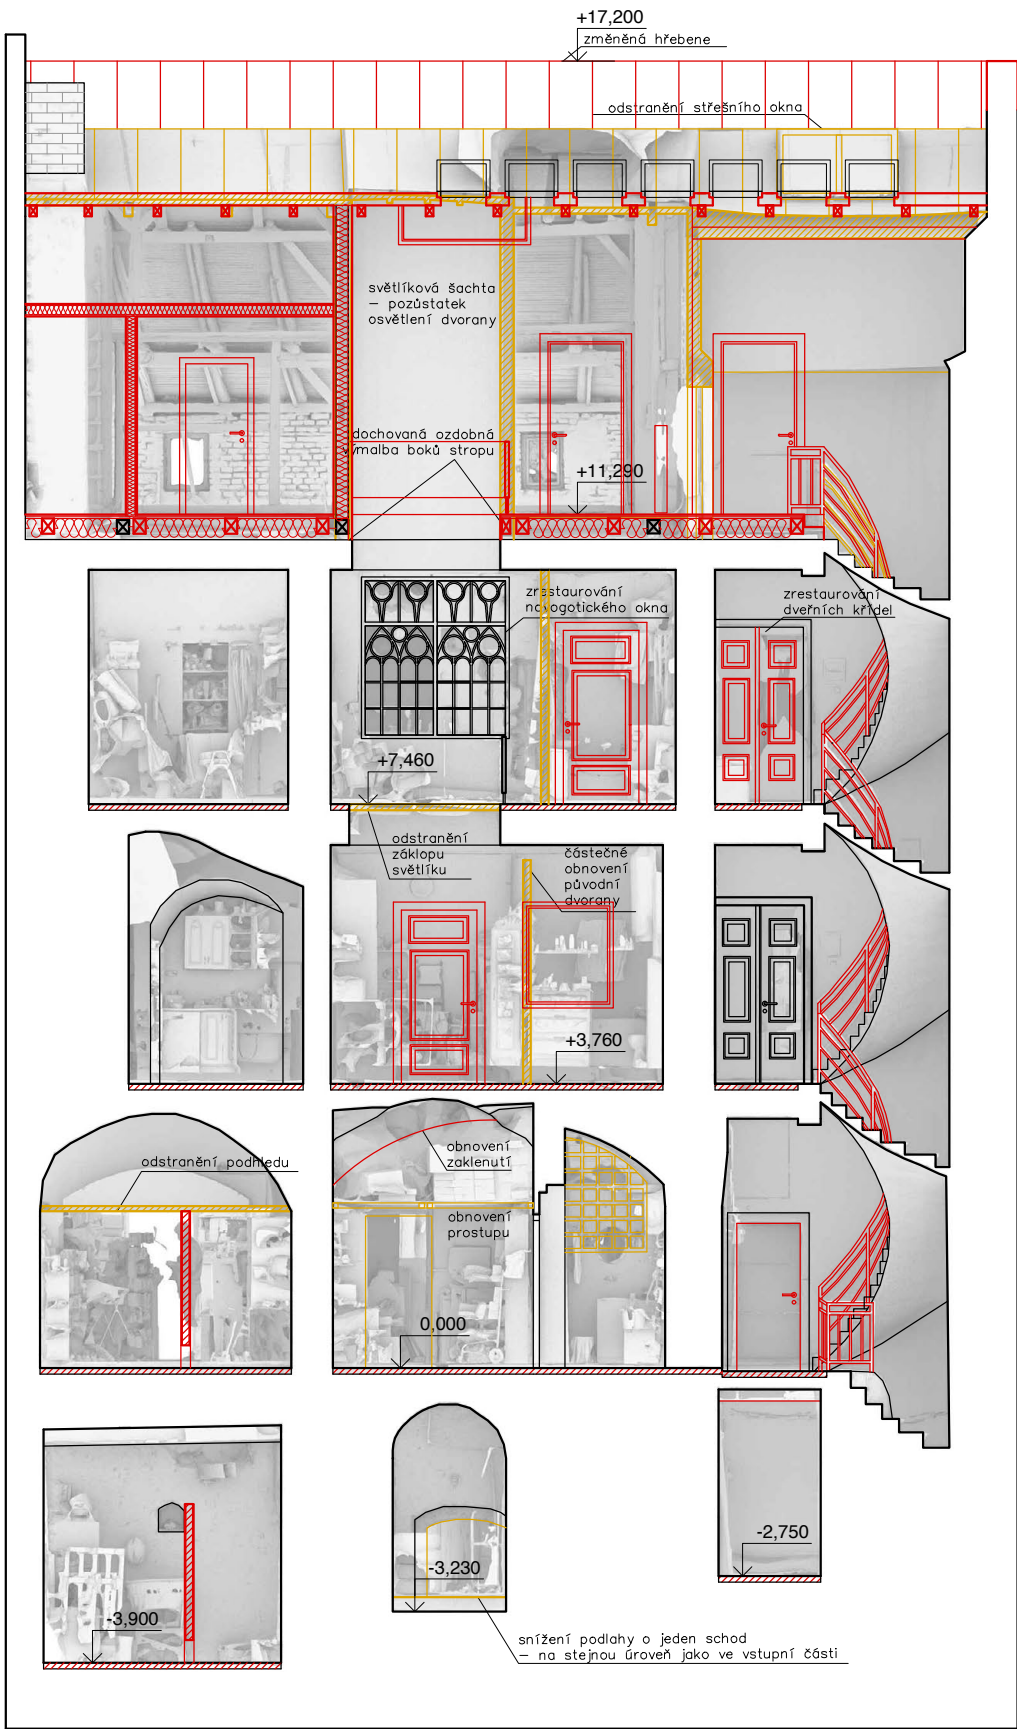 +17,200
změněná hřebene
odstranění střešního okna
světlíková šachta
– pozůstatek
osvětlení dvorany
dochovaná ozdobná
výmalba boků stropu
+11,290
zrestaurování
novogotického okna
zrestaurování
dveřních křídel
+7,460
odstranění
záklopu
světlíku
částečné
obnovení
původní
dvorany
+3,760
odstranění podhledu
obnovení
zaklenutí
obnovení
prostupu
0,000
-2,750
-3,230
-3,900
snížení podlahy o jeden schod
– na stejnou úroveň jako ve vstupní části